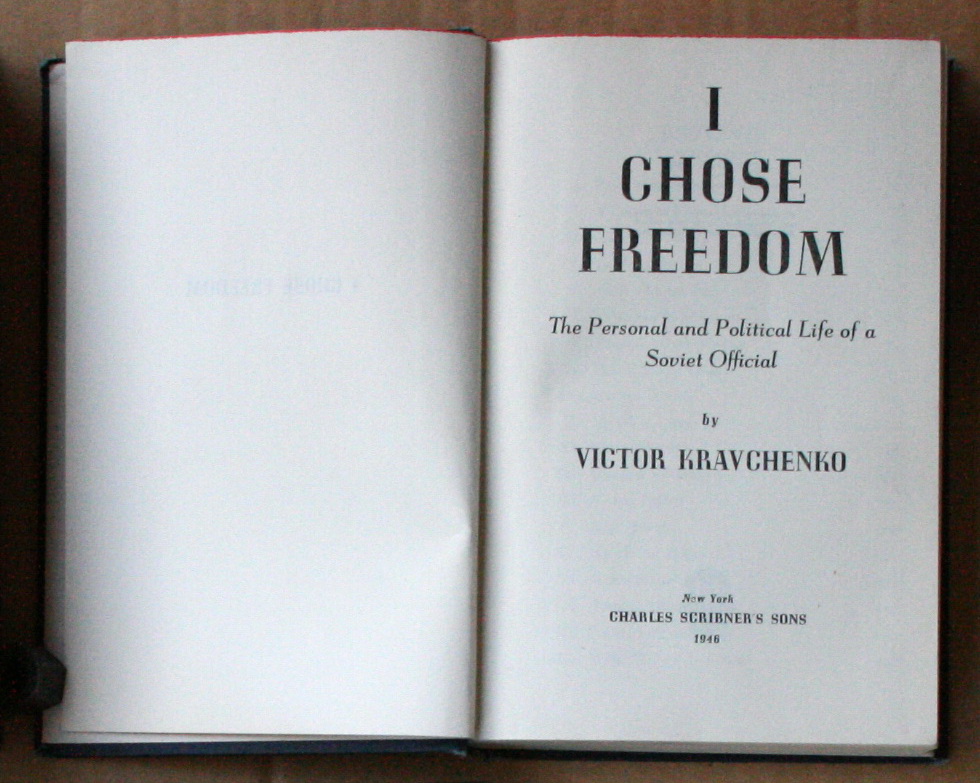 I
CHOSE
FREEDOM
The Personal and Political Life of a
Soviet Official
by
VICTOR KRAVCHENKO
New York
CHARLES SCRIBNER'S SONS
1946